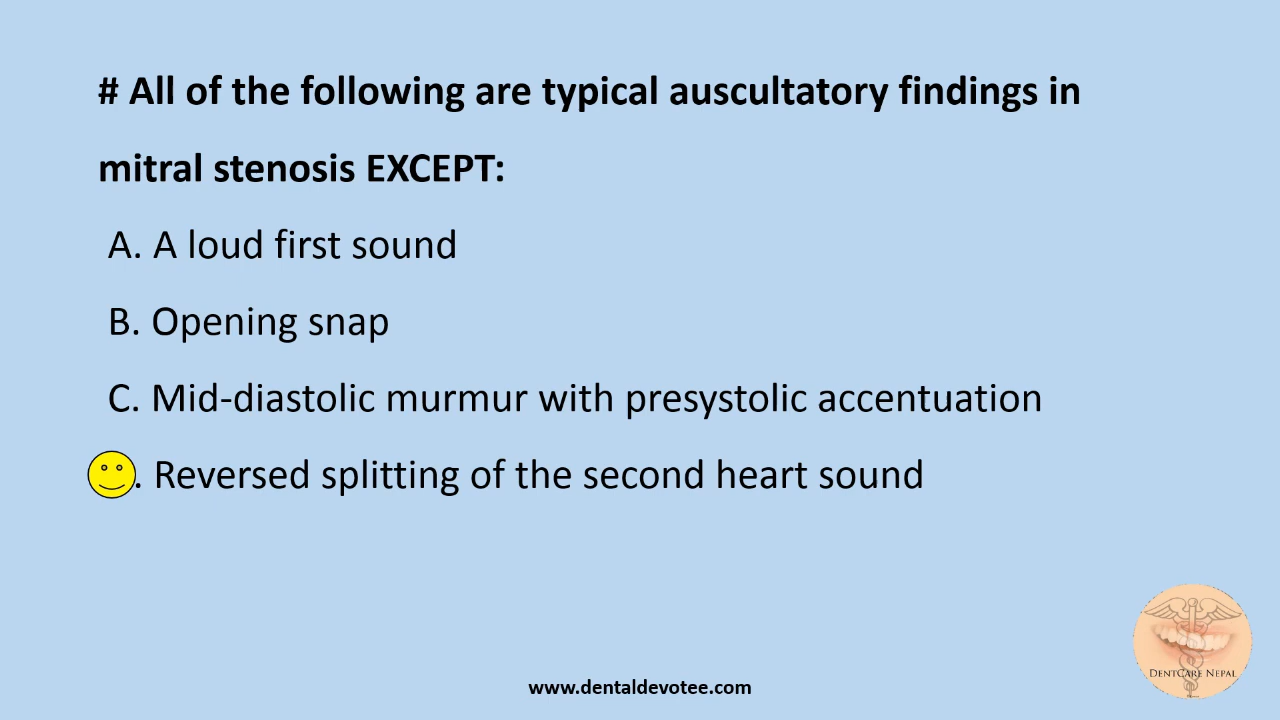 # All of the following are typical auscultatory findings in
mitral stenosis EXCEPT:
A. A loud first sound
B. Opening snap
C. Mid-diastolic murmur with presystolic accentuation
. Reversed splitting of the second heart sound
DENTCARE NEPAL
www.dentaldevotee.com